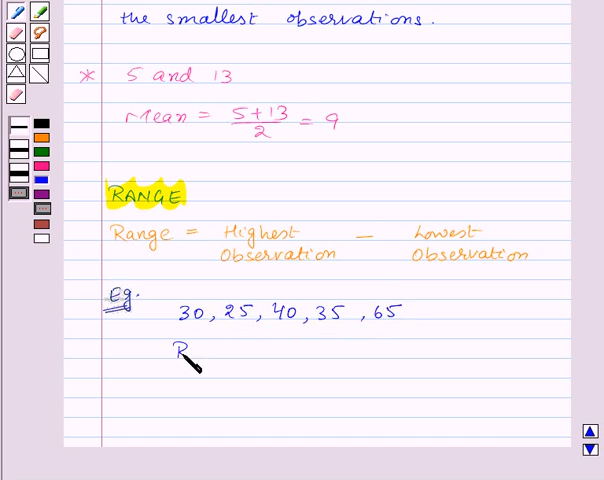 the smallest observations.
* 5 and 13
Mean = 5+13/2 = 9
RANGE
Range = Highest Observation - Lowest Observation
Eg.
30, 25, 40, 35, 65
R